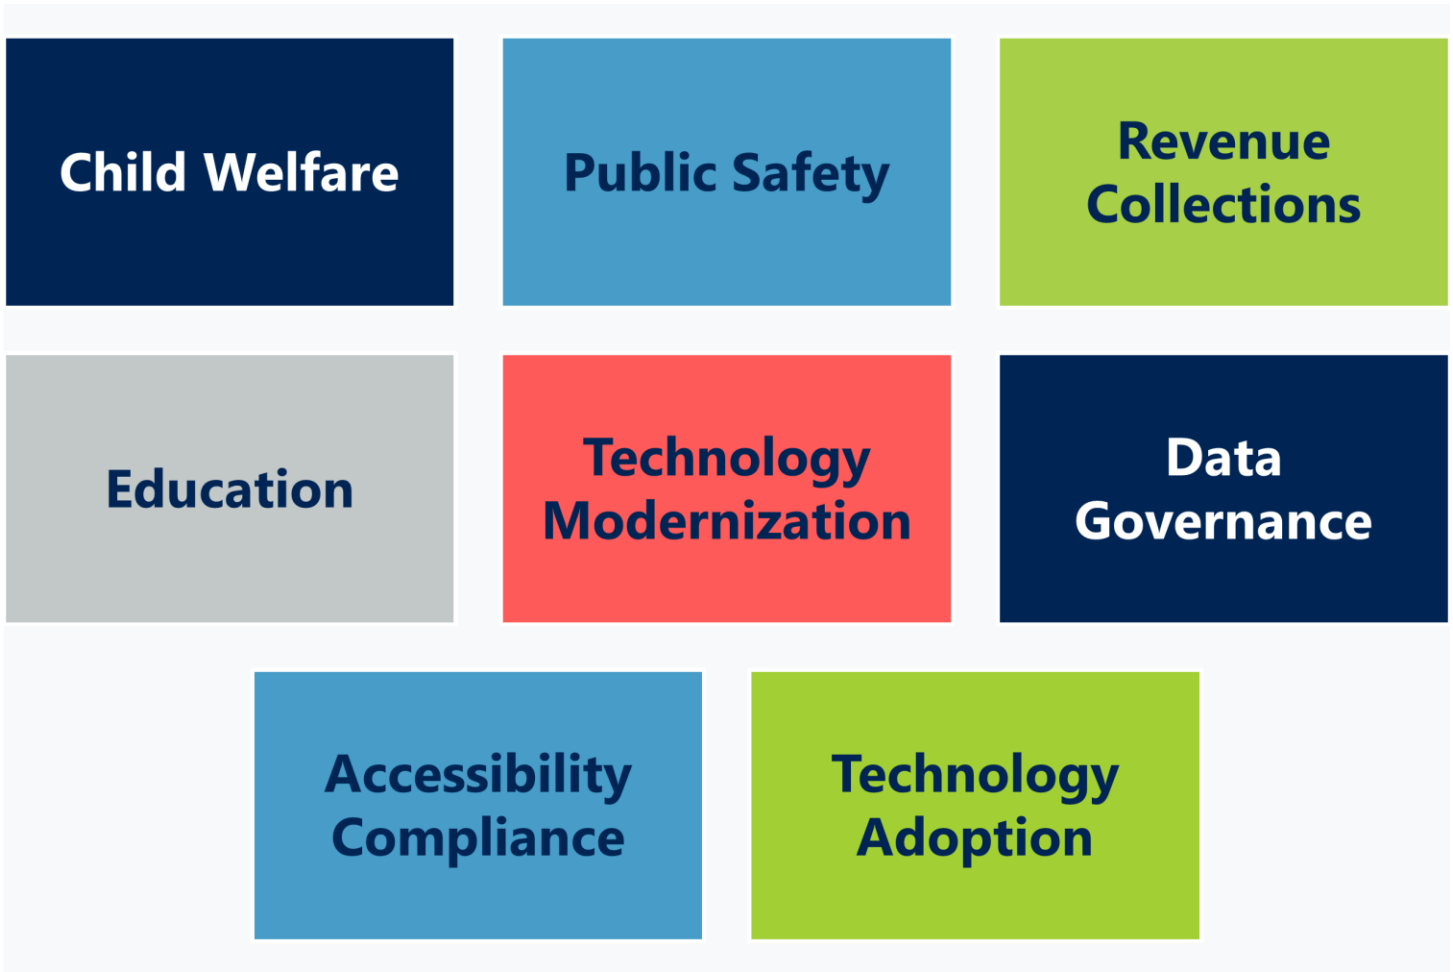 Child Welfare
Public Safety
Revenue
Collections
Education
Technology
Modernization
Data
Governance
Accessibility
Compliance
Technology
Adoption